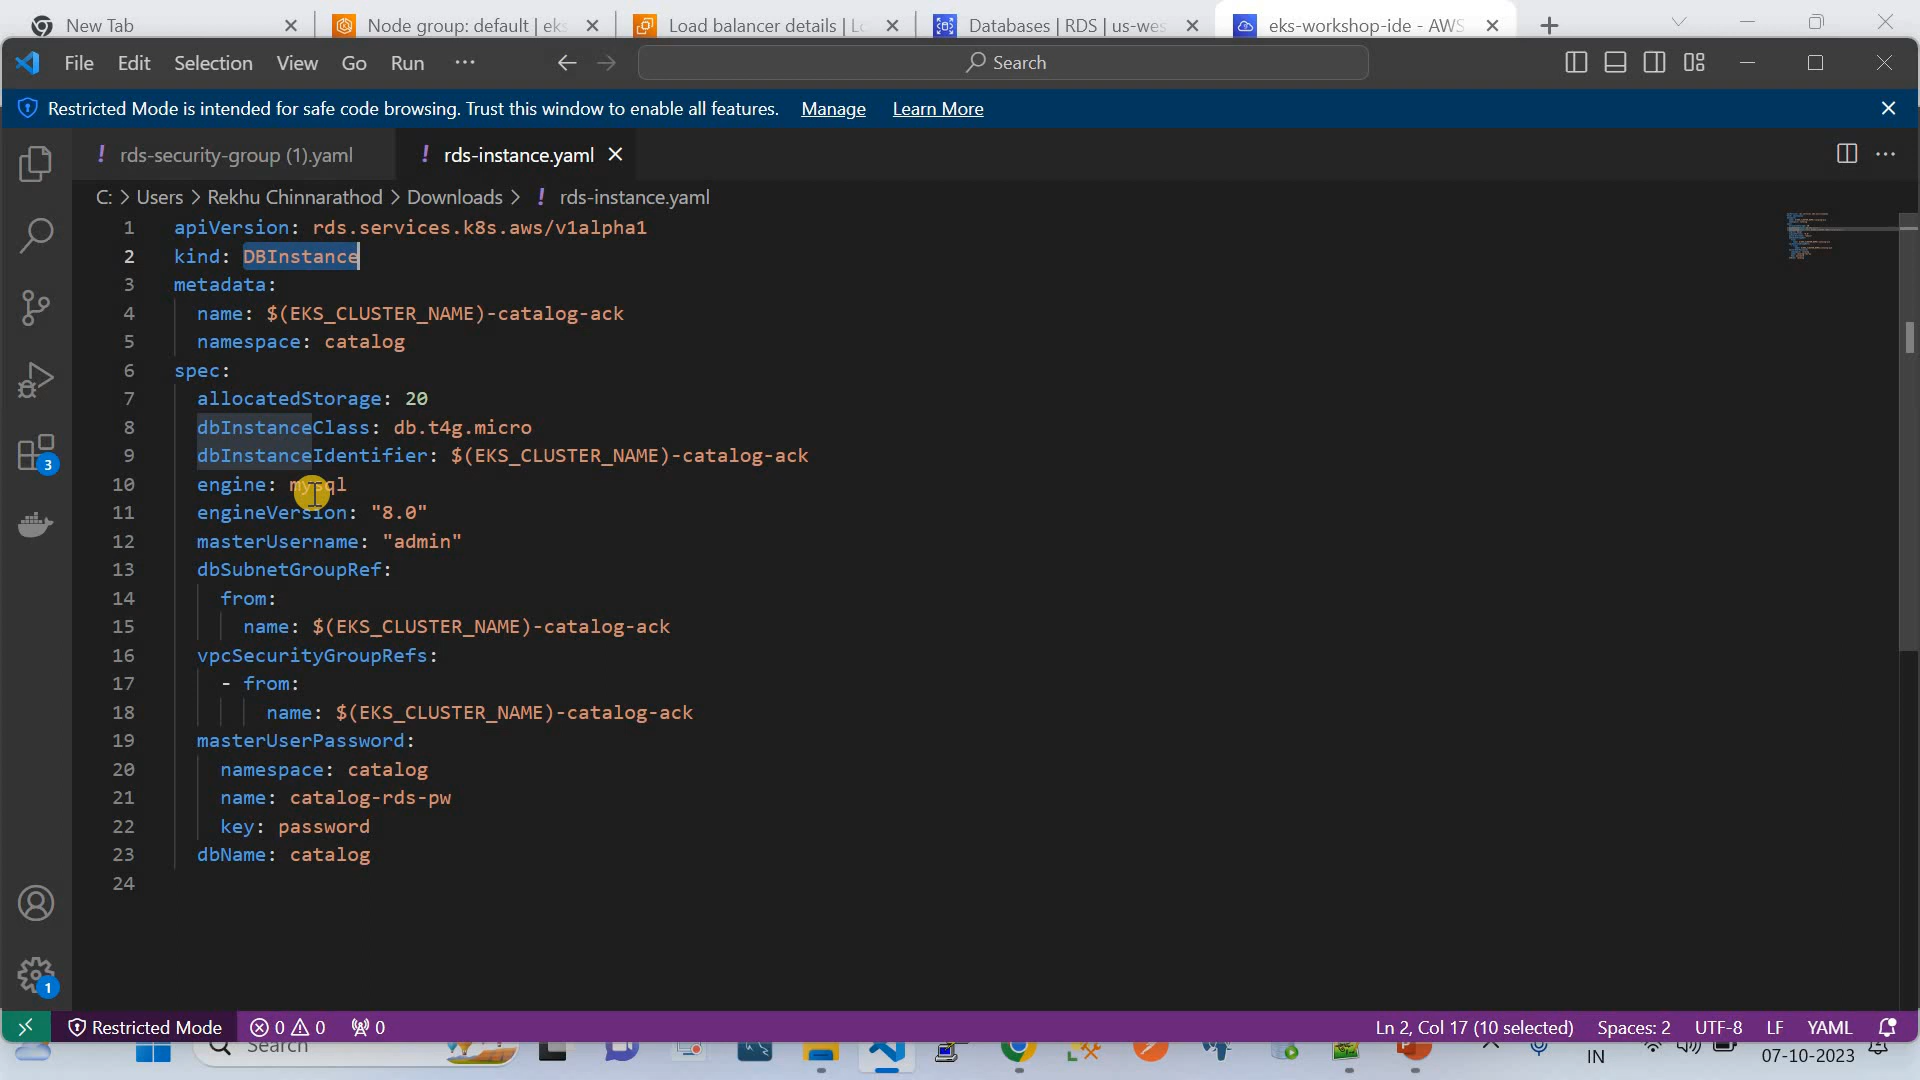 New Tab
Node group: default | eks
Load balancer details | Lo
Databases | RDS | us-wes
eks-workshop-ide - AWS
File Edit Selection View Go Run ...
Search
Restricted Mode is intended for safe code browsing. Trust this window to enable all features. Manage Learn More
! rds-security-group (1).yaml
! rds-instance.yaml
C: > Users > Rekhu Chinnarathod > Downloads > ! rds-instance.yaml
1 apiVersion: rds.services.k8s.aws/v1alpha1
2 kind: DBInstance
3 metadata:
4 name: $(EKS_CLUSTER_NAME)-catalog-ack
5 namespace: catalog
6 spec:
7 allocatedStorage: 20
8 dbInstanceClass: db.t4g.micro
9 dbInstanceIdentifier: $(EKS_CLUSTER_NAME)-catalog-ack
10 engine: mysql
11 engineVersion: "8.0"
12 masterUsername: "admin"
13 dbSubnetGroupRef:
14 from:
15 name: $(EKS_CLUSTER_NAME)-catalog-ack
16 vpcSecurityGroupRefs:
17 - from:
18 name: $(EKS_CLUSTER_NAME)-catalog-ack
19 masterUserPassword:
20 namespace: catalog
21 name: catalog-rds-pw
22 key: password
23 dbName: catalog
24
3
1
Restricted Mode 0 0 0
Ln 2, Col 17 (10 selected) Spaces: 2 UTF-8 LF YAML
Search
IN
07-10-2023